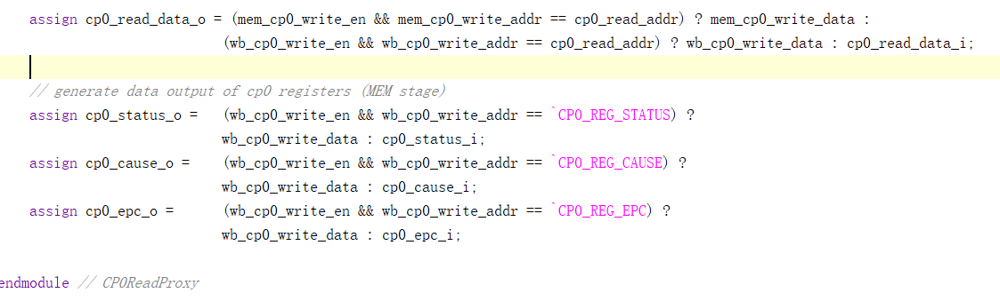 assign cp0_read_data_o = (mem_cp0_write_en && mem_cp0_write_addr == cp0_read_addr) ? mem_cp0_write_data :
(wb_cp0_write_en && wb_cp0_write_addr == cp0_read_addr) ? wb_cp0_write_data : cp0_read_data_i;
// generate data output of cp0 registers (MEM stage)
assign cp0_status_o = (wb_cp0_write_en && wb_cp0_write_addr == `CP0_REG_STATUS) ?
wb_cp0_write_data : cp0_status_i;
assign cp0_cause_o = (wb_cp0_write_en && wb_cp0_write_addr == `CP0_REG_CAUSE) ?
wb_cp0_write_data : cp0_cause_i;
assign cp0_epc_o = (wb_cp0_write_en && wb_cp0_write_addr == `CP0_REG_EPC) ?
wb_cp0_write_data : cp0_epc_i;
endmodule // CP0ReadProxy